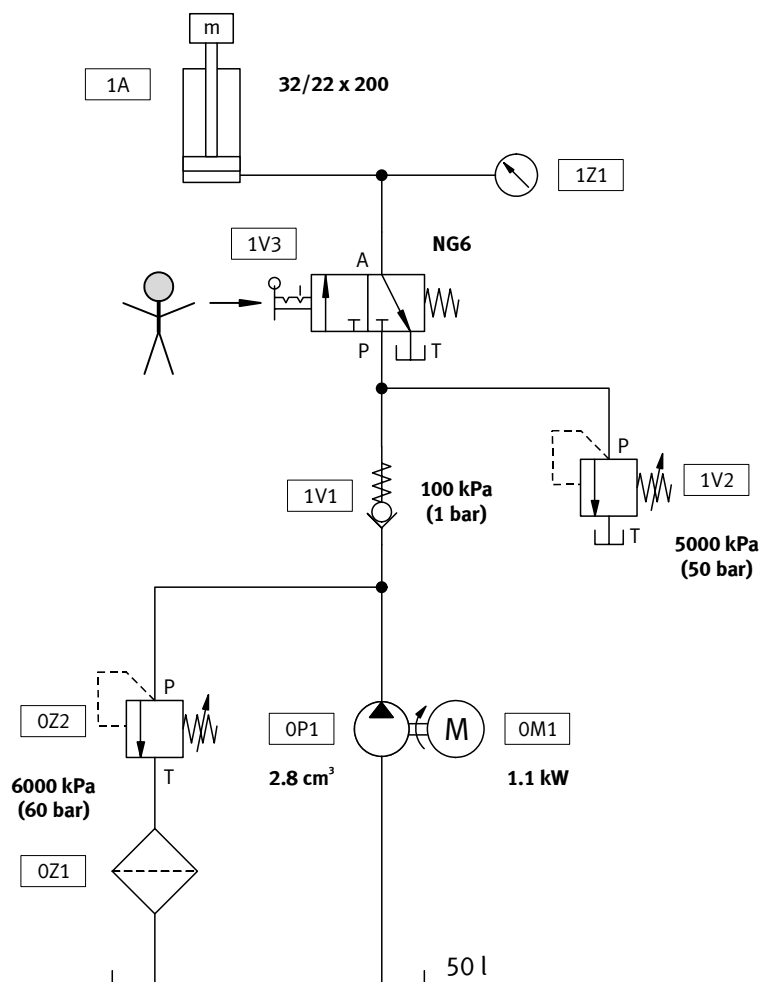 m
1A
32/22 x 200
1Z1
1V3
NG6
A
P
T
P
1V1
100 kPa
(1 bar)
1V2
T
5000 kPa
(50 bar)
P
0Z2
0P1
M
0M1
T
6000 kPa
(60 bar)
2.8 cm³
1.1 kW
0Z1
50 l